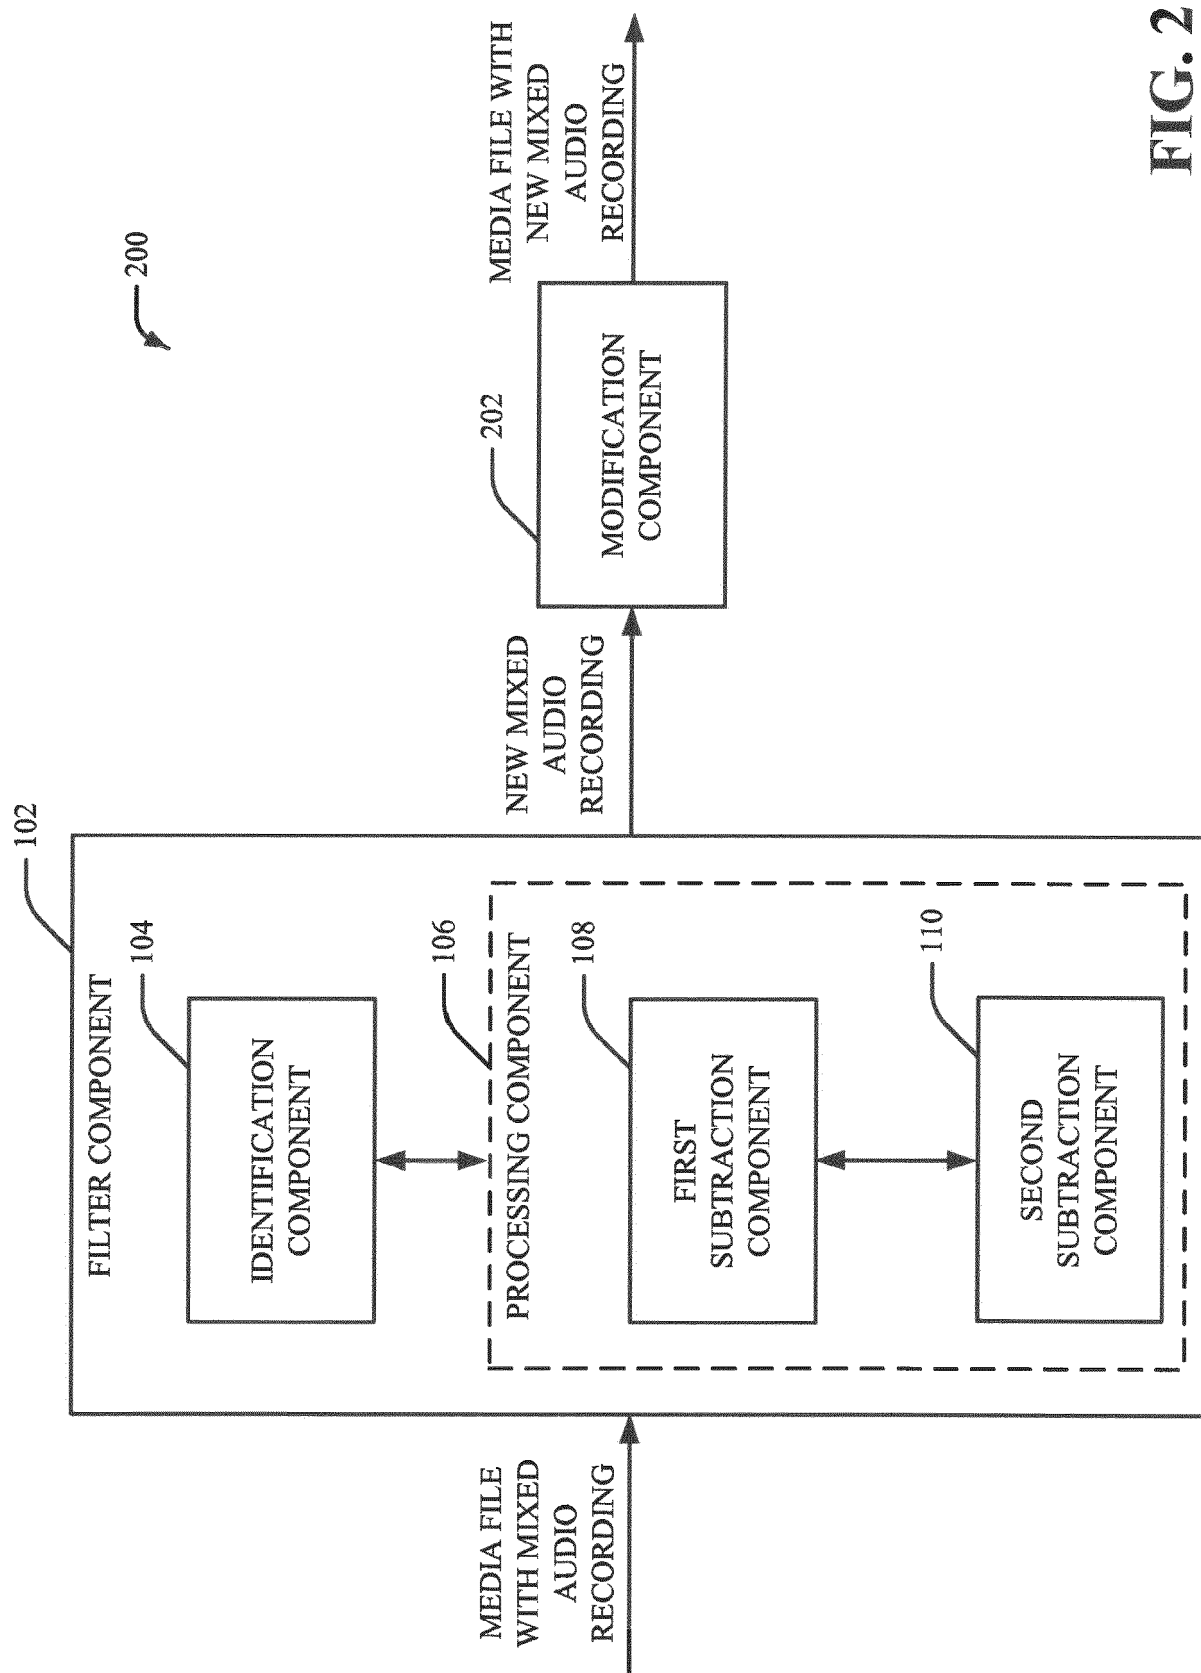 200
102
FILTER COMPONENT
104
IDENTIFICATION
COMPONENT
106
PROCESSING COMPONENT
108
FIRST
SUBTRACTION
COMPONENT
110
SECOND
SUBTRACTION
COMPONENT
MEDIA FILE
WITH MIXED
AUDIO
RECORDING
NEW MIXED
AUDIO
RECORDING
202
MODIFICATION
COMPONENT
MEDIA FILE WITH
NEW MIXED
AUDIO
RECORDING
FIG. 2